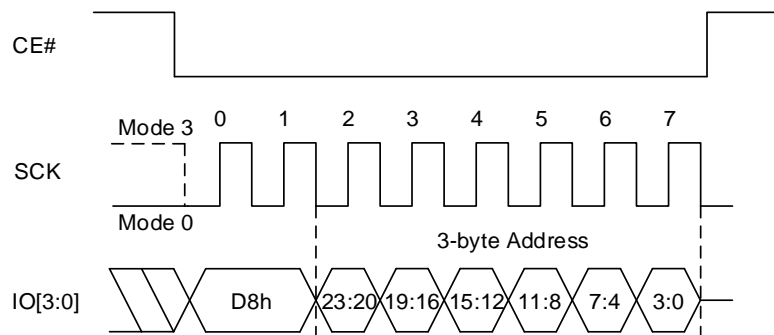 CE#
Mode 3 0 1 2 3 4 5 6 7
SCK
Mode 0
3-byte Address
IO[3:0] D8h 23:20 19:16 15:12 11:8 7:4 3:0